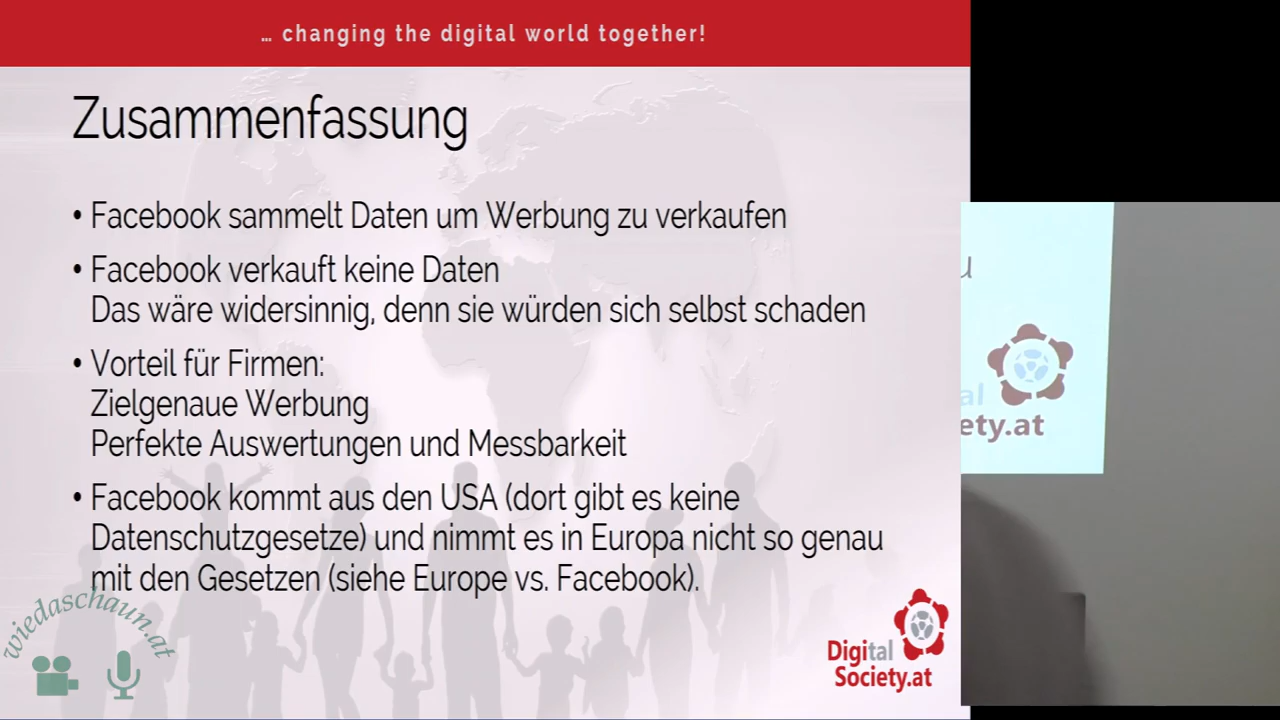 … changing the digital world together!
Zusammenfassung
• Facebook sammelt Daten um Werbung zu verkaufen
• Facebook verkauft keine Daten
Das wäre widersinnig, denn sie würden sich selbst schaden
• Vorteil für Firmen:
Zielgenaue Werbung
Perfekte Auswertungen und Messbarkeit
• Facebook kommt aus den USA (dort gibt es keine
Datenschutzgesetze) und nimmt es in Europa nicht so genau
mit den Gesetzen (siehe Europe vs. Facebook).
wiedaschaun.at
Digital
Society.at
u
al
ety.at